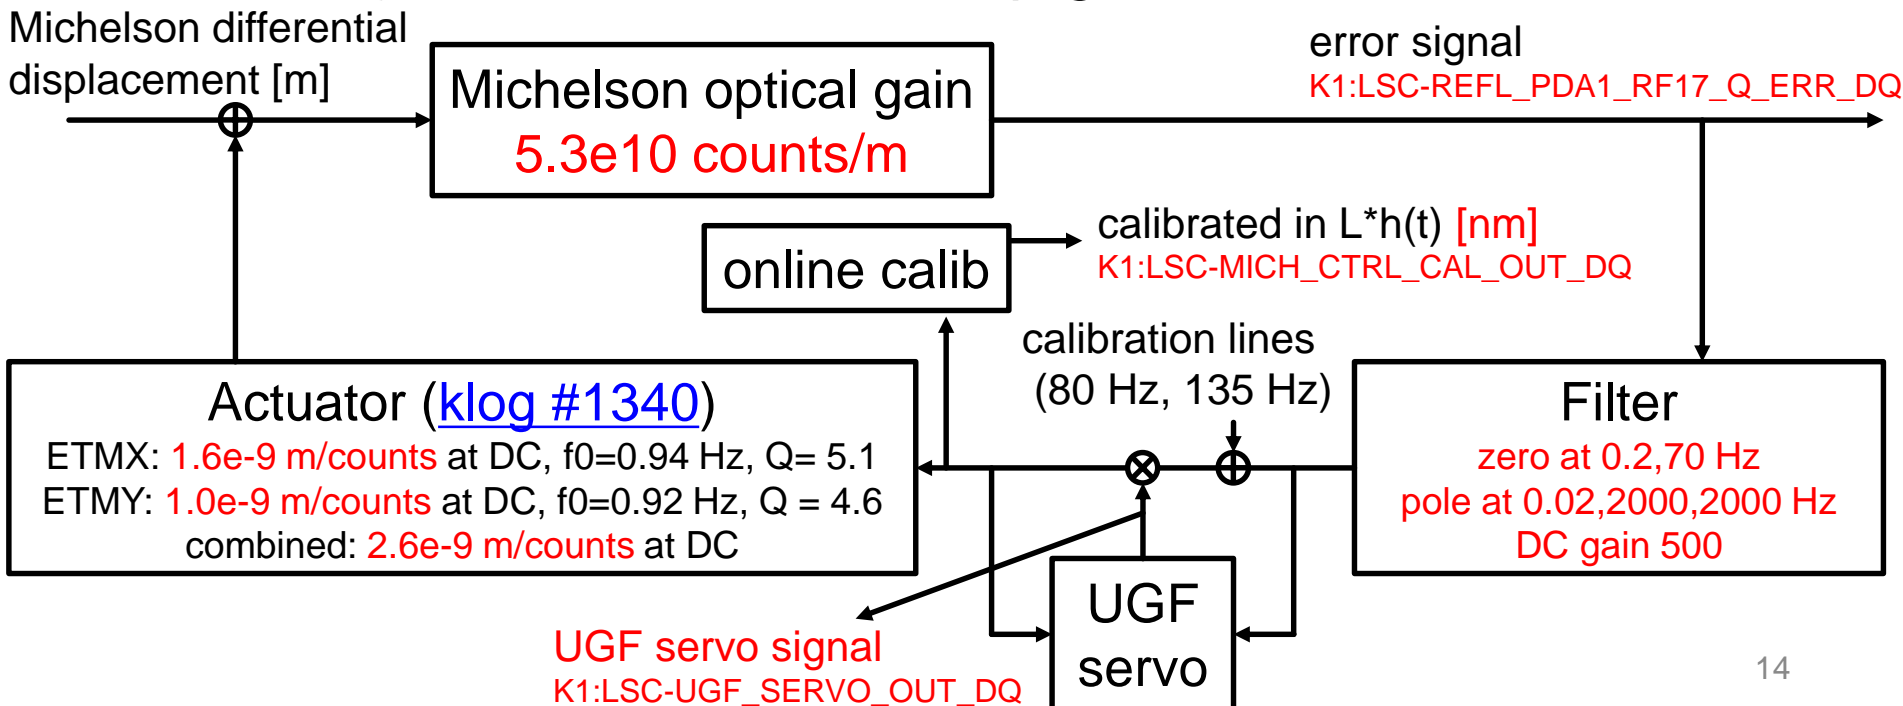 Michelson differential
displacement [m]
Michelson optical gain
5.3e10 counts/m
error signal
K1:LSC-REFL_PDA1_RF17_Q_ERR_DQ
online calib
calibrated in L*h(t) [nm]
K1:LSC-MICH_CTRL_CAL_OUT_DQ
calibration lines
(80 Hz, 135 Hz)
Actuator (klog #1340)
ETMX: 1.6e-9 m/counts at DC, f0=0.94 Hz, Q= 5.1
ETMY: 1.0e-9 m/counts at DC, f0=0.92 Hz, Q = 4.6
combined: 2.6e-9 m/counts at DC
Filter
zero at 0.2,70 Hz
pole at 0.02,2000,2000 Hz
DC gain 500
UGF
servo
UGF servo signal
K1:LSC-UGF_SERVO_OUT_DQ
14